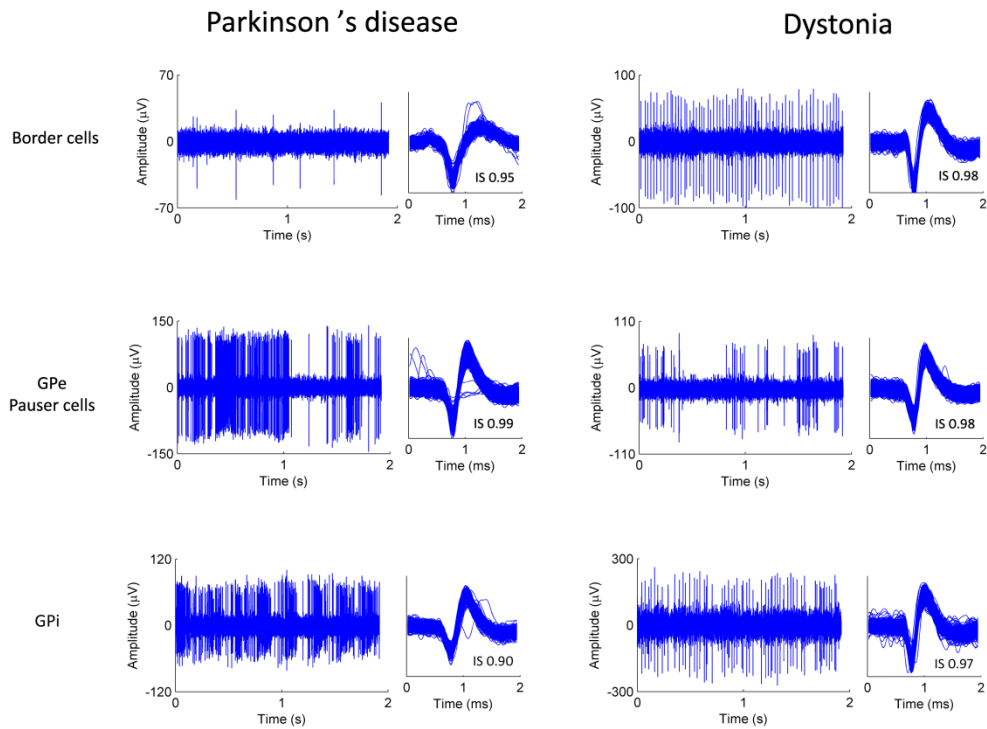 Parkinson 's disease
Dystonia
Border cells
Amplitude (µV)
70
0
-70
0 1 2
Time (s)
IS 0.95
0 1 2
Time (ms)
Amplitude (µV)
100
0
-100
0 1 2
Time (s)
IS 0.98
0 1 2
Time (ms)
GPe
Pauser cells
Amplitude (µV)
150
0
-150
0 1 2
Time (s)
IS 0.99
0 1 2
Time (ms)
Amplitude (µV)
110
0
-110
0 1 2
Time (s)
IS 0.98
0 1 2
Time (ms)
GPi
Amplitude (µV)
120
0
-120
0 1 2
Time (s)
IS 0.90
0 1 2
Time (ms)
Amplitude (µV)
300
0
-300
0 1 2
Time (s)
IS 0.97
0 1 2
Time (ms)